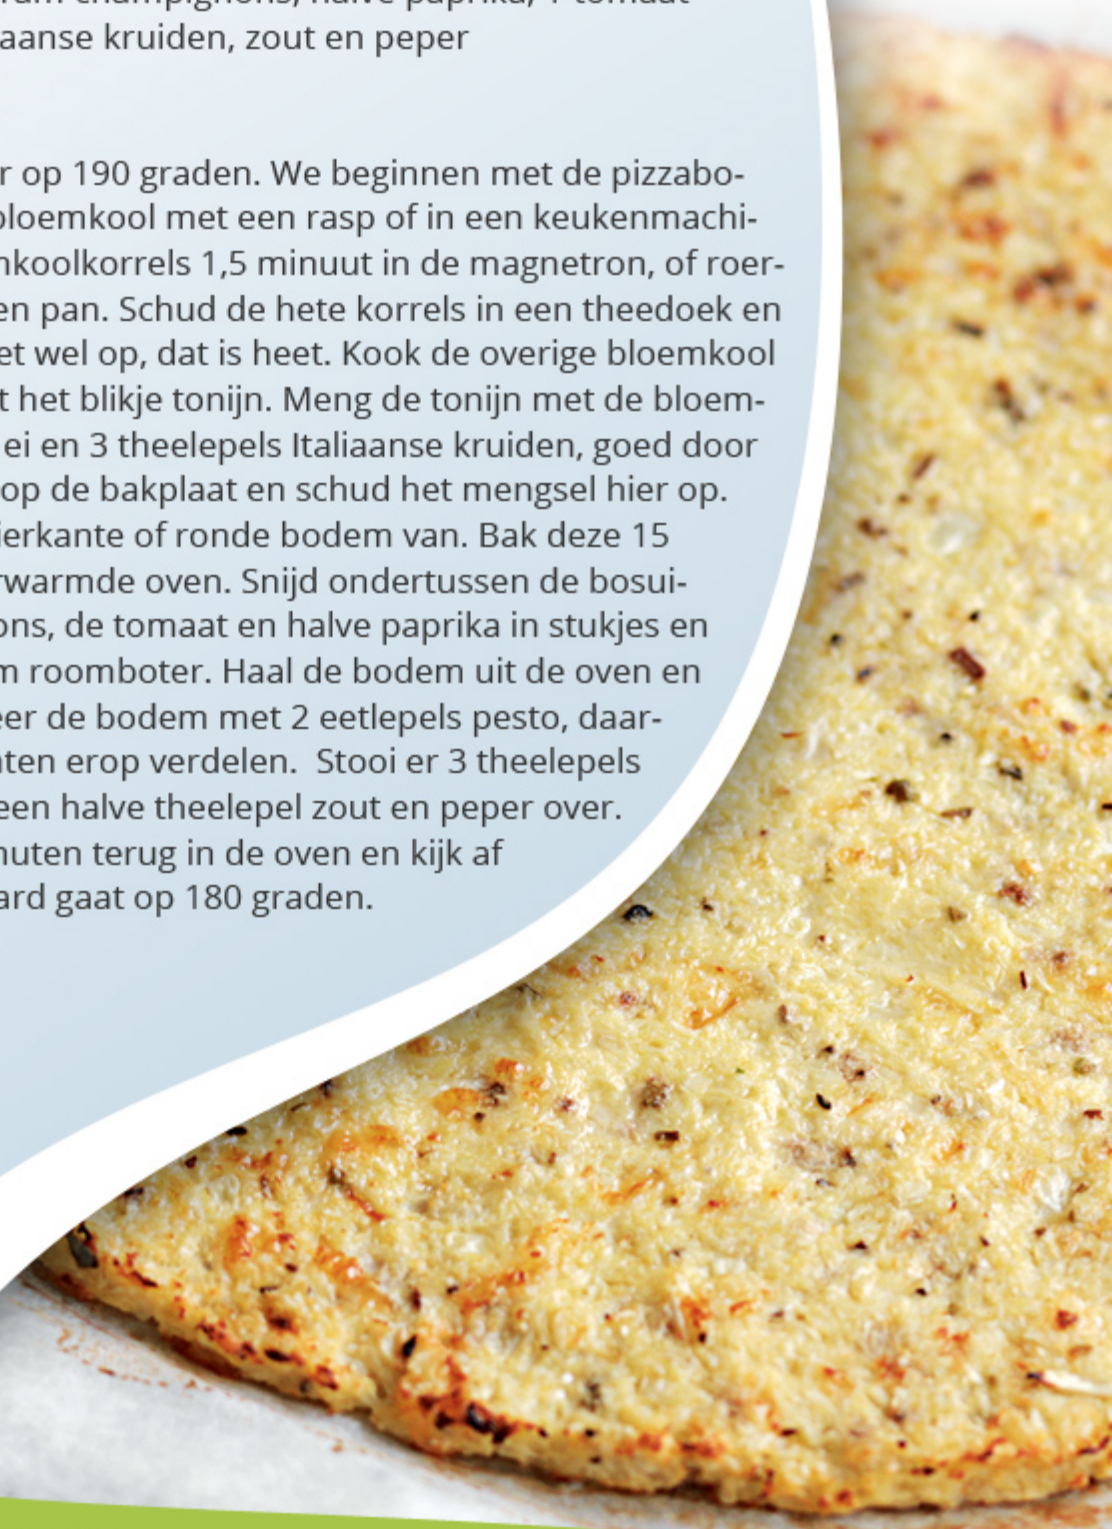 champignons, halve paprika, 1 tomaat
aanse kruiden, zout en peper
r op 190 graden. We beginnen met de pizzabo-
bloemkool met een rasp of in een keukenmachi-
nkoolkorrels 1,5 minuut in de magnetron, of roer-
en pan. Schud de hete korrels in een theedoek en
et wel op, dat is heet. Kook de overige bloemkool
t het blikje tonijn. Meng de tonijn met de bloem-
ei en 3 theelepels Italiaanse kruiden, goed door
op de bakplaat en schud het mengsel hier op.
ierkante of ronde bodem van. Bak deze 15
rwarmde oven. Snijd ondertussen de bosui-
ons, de tomaat en halve paprika in stukjes en
m roomboter. Haal de bodem uit de oven en
eer de bodem met 2 eetlepels pesto, daar-
nten erop verdelen. Stooi er 3 theelepels
een halve theelepel zout en peper over.
nuten terug in de oven en kijk af
ard gaat op 180 graden.